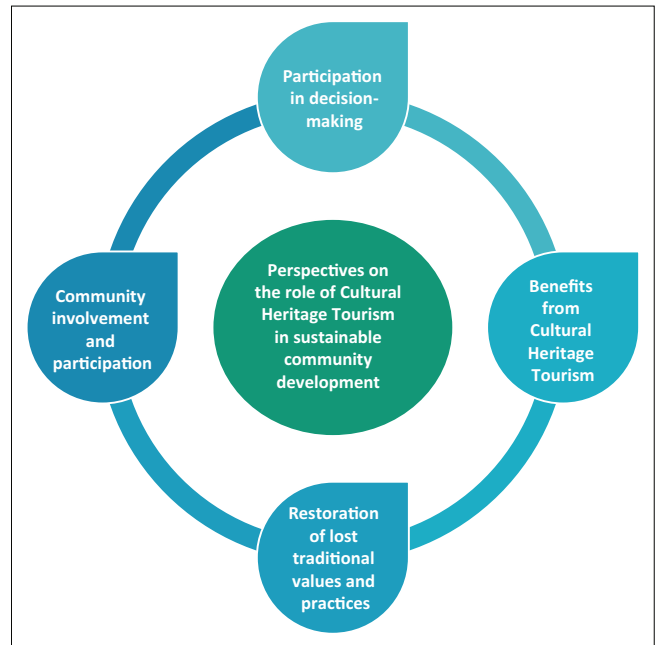 Participation
in decision-
making
Perspectives on
the role of Cultural
Heritage Tourism
in sustainable
community
development
Community
involvement
and
participation
Benefits
from
Cultural
Heritage
Tourism
Restoration
of lost
traditional
values and
practices